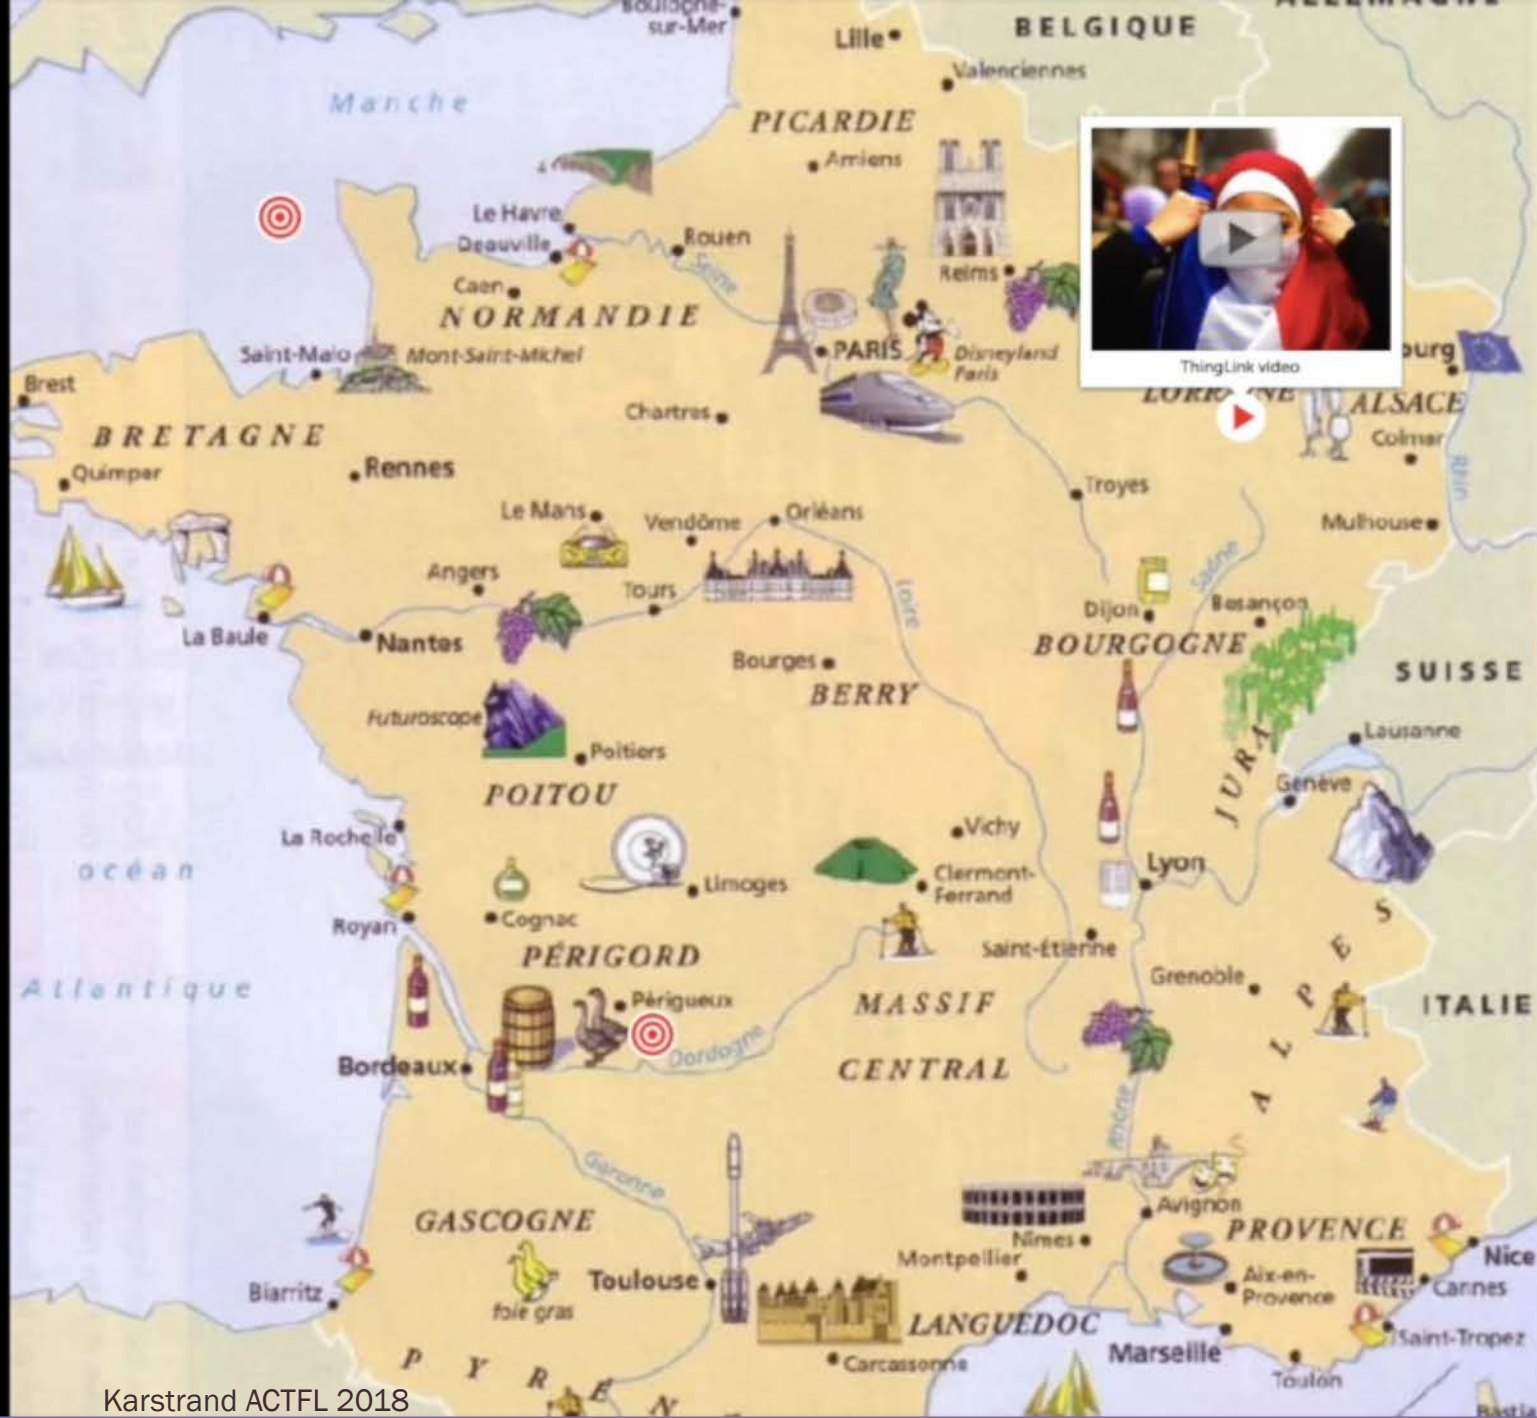 Boulogne-
sur-Mer
Lille
BELGIQUE
Valenciennes
Manche
PICARDIE
Amiens
Le Havre
Deauville
Rouen
Seine
Caen
NORMANDIE
Reims
PARIS
Disneyland
Paris
ThingLink video
LORRAINE
ourg
ALSACE
Colmar
Rhin
Saint-Malo
Mont-Saint-Michel
Brest
BRETAGNE
Chartres
Quimper
Rennes
Troyes
Le Mans
Vendôme
Orléans
Mulhouse
Angers
Tours
Loire
Saône
Dijon
Besançon
BOURGOGNE
La Baule
Nantes
Bourges
BERRY
SUISSE
Futuroscope
Poitiers
Lausanne
JURA
Genève
POITOU
La Rochelle
Vichy
océan
Limoges
Clermont-
Ferrand
Lyon
Royan
Cognac
Saint-Étienne
PÉRIGORD
Grenoble
Atlantique
Périgueux
MASSIF
CENTRAL
ALPES
ITALIE
Dordogne
Bordeaux
Rhône
Garonne
GASCOGNE
Avignon
PROVENCE
Nîmes
Montpellier
Nice
Biarritz
foie gras
Toulouse
Aix-en-
Provence
Cannes
LANGUEDOC
Marseille
Saint-Tropez
Carcassonne
Toulon
PYRÉN
Karstrand ACTFL 2018